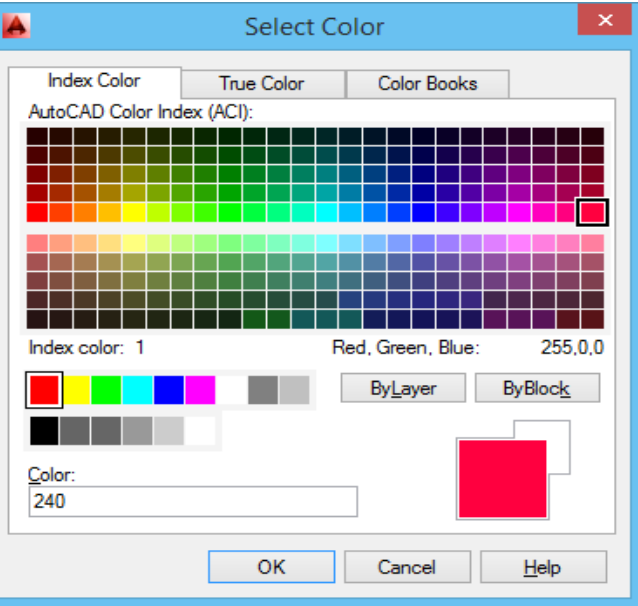 Select Color
Index Color True Color Color Books
AutoCAD Color Index (ACI):
Index color: 1 Red, Green, Blue: 255,0,0
ByLayer ByBlock
Color:
240
OK Cancel Help